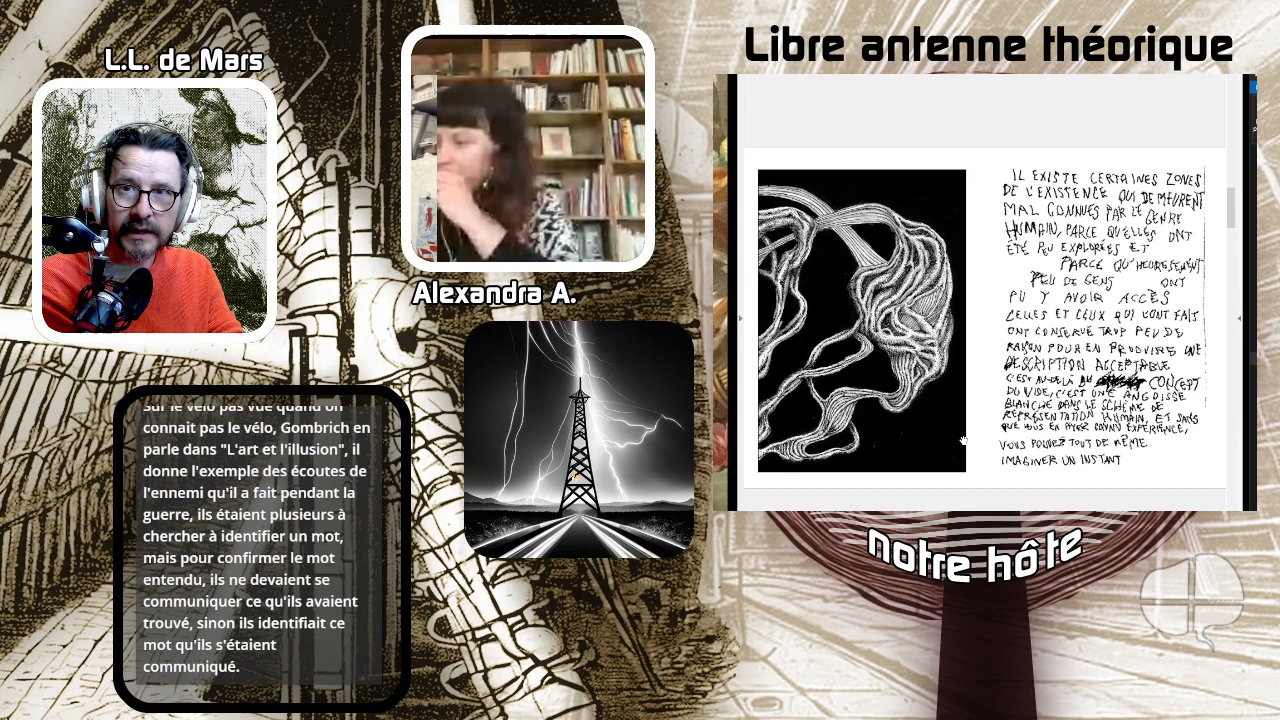 L.L. de Mars
Alexandra A.
Libre antenne théorique
IL EXISTE CERTAINES ZONES
DE L'EXISTENCE QUI DEMEURENT
MAL CONNUES PAR LE GENRE
HUMAIN, PARCE QU'ELLES ONT
ÉTÉ PEU EXPLORÉES ET
PARCE QU'HEUREUSEMENT
PEU DE GENS ONT
PU Y AVOIR ACCÈS
CELLES ET CEUX QUI L'ONT FAIT
ONT CONSERVÉ TROP PEU DE
RAISON POUR EN PRODUIRE UNE
DESCRIPTION ACCEPTABLE
C'EST AU-DELÀ DU CONCEPT
DU VIDE, C'EST UNE ANGOISSE
BLANCHE DANS LE SCHÈME DE
REPRÉSENTATION HUMAIN, ET SANS
QUE VOUS EN AYEZ CONNU L'EXPÉRIENCE,
VOUS POUVEZ TOUT DE MÊME
IMAGINER UN INSTANT
Sur le vélo pas vue quand on
connait pas le vélo, Gombrich en
parle dans "L'art et l'illusion", il
donne l'exemple des écoutes de
l'ennemi qu'il a fait pendant la
guerre, ils étaient plusieurs à
chercher à identifier un mot,
mais pour confirmer le mot
entendu, ils ne devaient se
communiquer ce qu'ils avaient
trouvé, sinon ils identifiait ce
mot qu'ils s'étaient
communiqué.
notre hôte